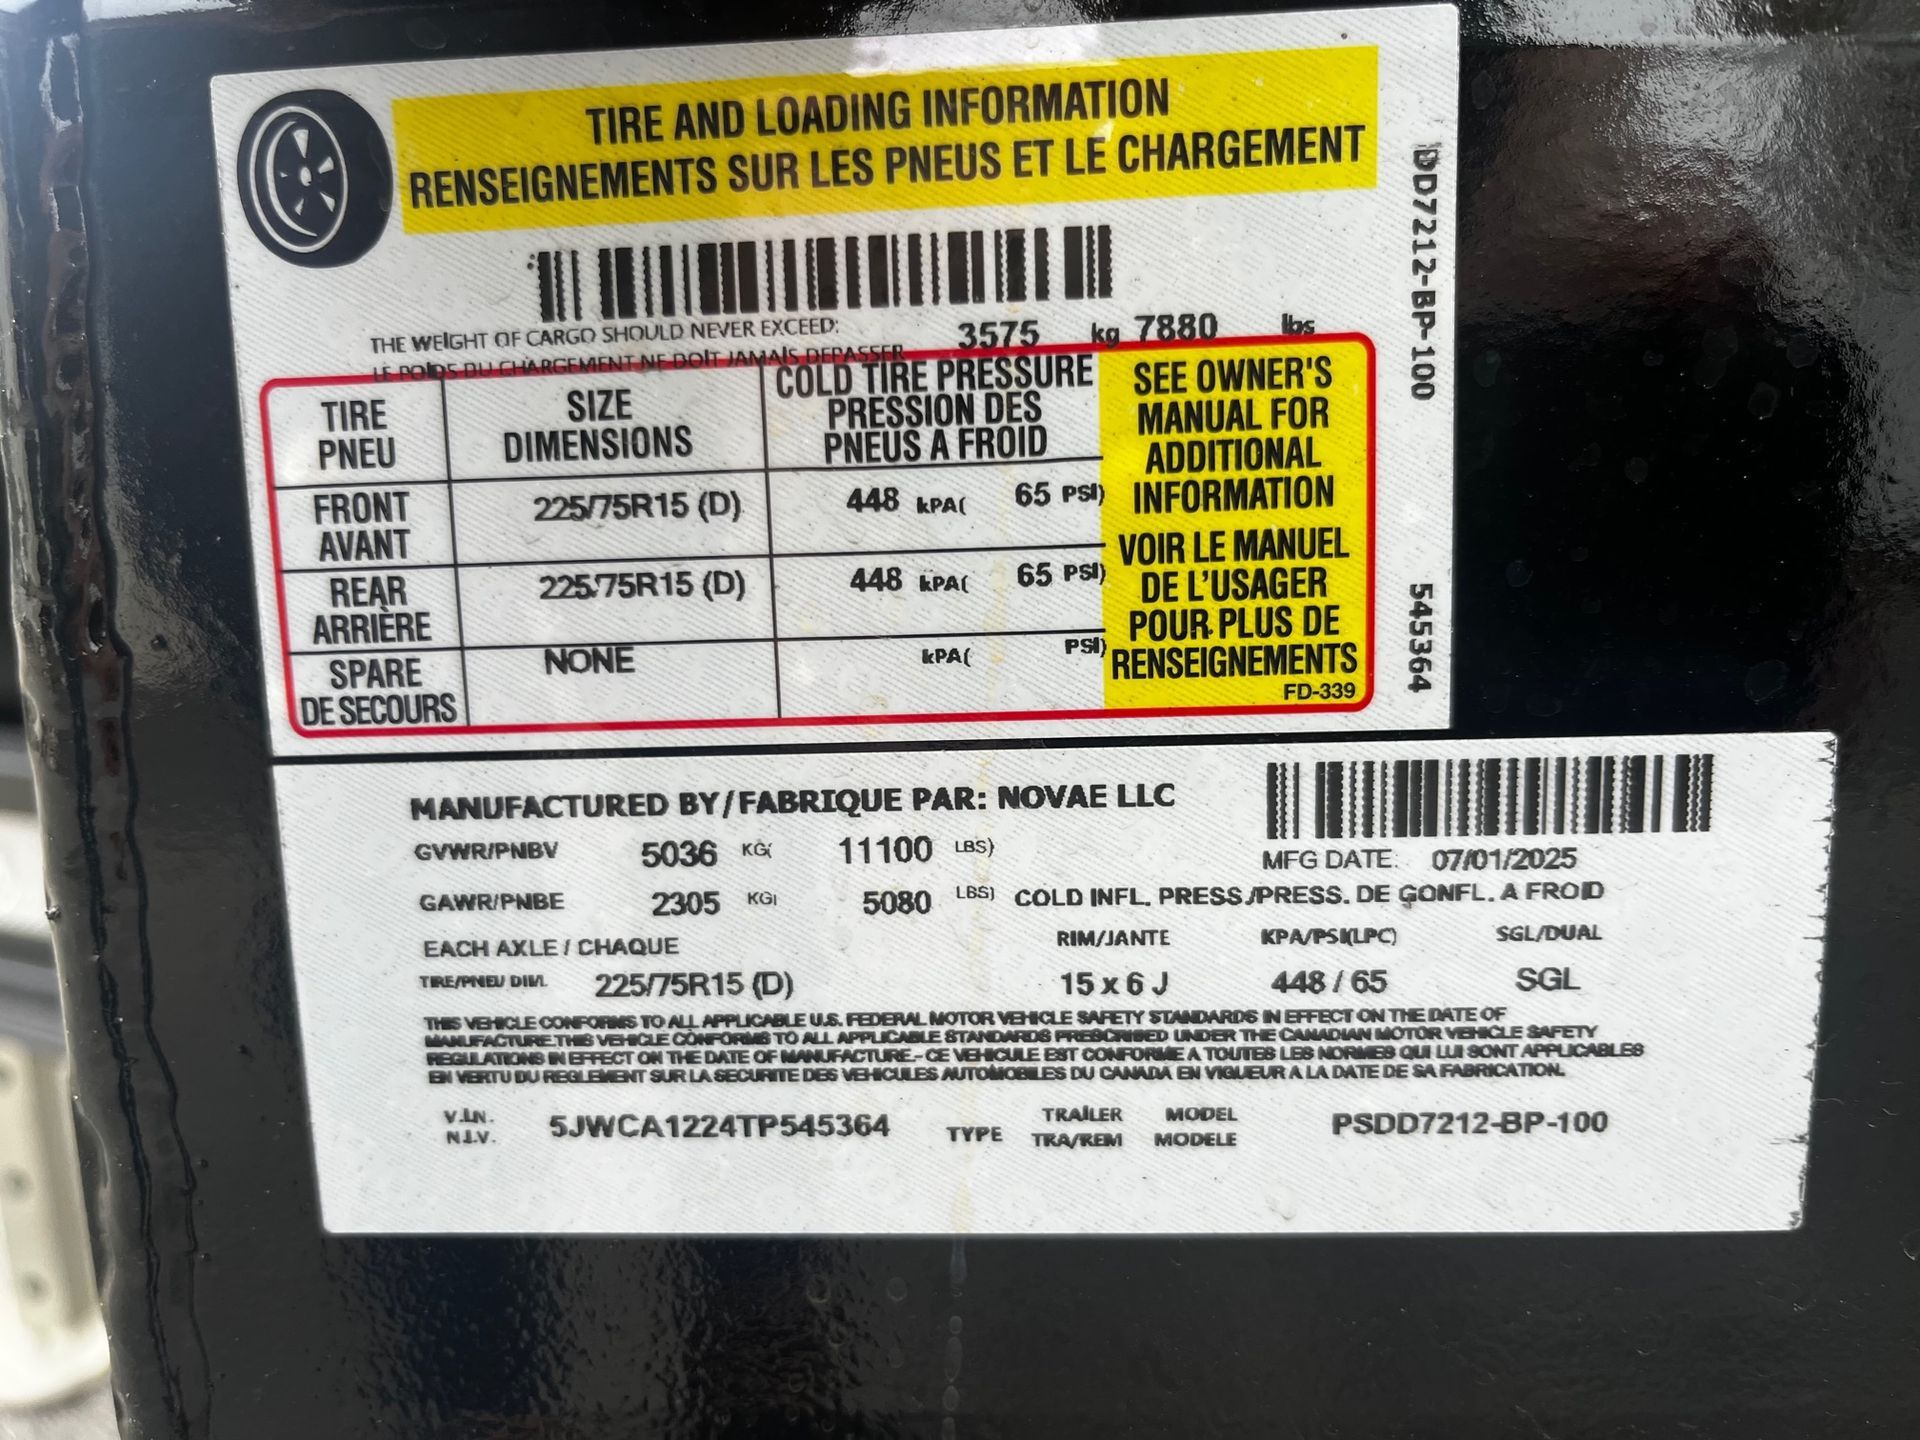 TIRE AND LOADING INFORMATION
RENSEIGNEMENTS SUR LES PNEUS ET LE CHARGEMENT
THE WEIGHT OF CARGO SHOULD NEVER EXCEED: 3575 kg 7880 lbs
LE POIDS DU CHARGEMENT NE DOIT JAMAIS DEPASSER
TIRE
PNEU
SIZE
DIMENSIONS
COLD TIRE PRESSURE
PRESSION DES
PNEUS A FROID
FRONT
AVANT
225/75R15 (D)
448 kPA( 65 PSI)
REAR
ARRIÈRE
225/75R15 (D)
448 kPA( 65 PSI)
SPARE
DE SECOURS
NONE
kPA( PSI)
SEE OWNER'S
MANUAL FOR
ADDITIONAL
INFORMATION
VOIR LE MANUEL
DE L'USAGER
POUR PLUS DE
RENSEIGNEMENTS
FD-339
DD7212-BP-100
545364
MANUFACTURED BY/FABRIQUE PAR: NOVAE LLC
GVWR/PNBV 5036 KG( 11100 LBS)
MFG DATE: 07/01/2025
GAWR/PNBE 2305 KG( 5080 LBS) COLD INFL. PRESS./PRESS. DE GONFL. A FROID
EACH AXLE / CHAQUE RIM/JANTE KPA/PSI(LPC) SGL/DUAL
TIRE/PNEU DIM. 225/75R15 (D) 15 x 6 J 448 / 65 SGL
THIS VEHICLE CONFORMS TO ALL APPLICABLE U.S. FEDERAL MOTOR VEHICLE SAFETY STANDARDS IN EFFECT ON THE DATE OF
MANUFACTURE.THIS VEHICLE CONFORMS TO ALL APPLICABLE STANDARDS PRESCRIBED UNDER THE CANADIAN MOTOR VEHICLE SAFETY
REGULATIONS IN EFFECT ON THE DATE OF MANUFACTURE.- CE VEHICULE EST CONFORME A TOUTES LES NORMES QUI LUI SONT APPLICABLES
EN VERTU DU REGLEMENT SUR LA SECURITE DES VEHICULES AUTOMOBILES DU CANADA EN VIGUEUR A LA DATE DE SA FABRICATION.
V.I.N.
N.I.V.
5JWCA1224TP545364
TYPE
TRAILER
TRA/REM
MODEL
MODELE
PSDD7212-BP-100